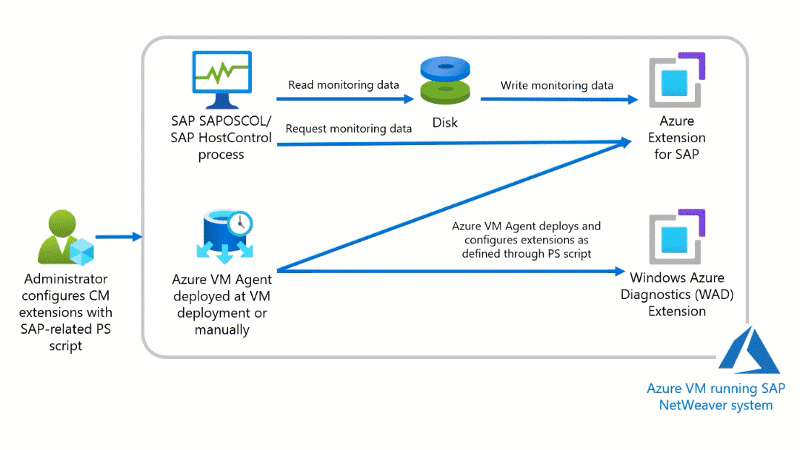 Read monitoring data
Write monitoring data
SAP SAPOSCOL/
SAP HostControl
process
Request monitoring data
Disk
Azure
Extension
for SAP
Administrator
configures CM
extensions with
SAP-related PS
script
Azure VM Agent
deployed at VM
deployment or
manually
Azure VM Agent deploys and
configures extensions as
defined through PS script
Windows Azure
Diagnostics (WAD)
Extension
Azure VM running SAP
NetWeaver system